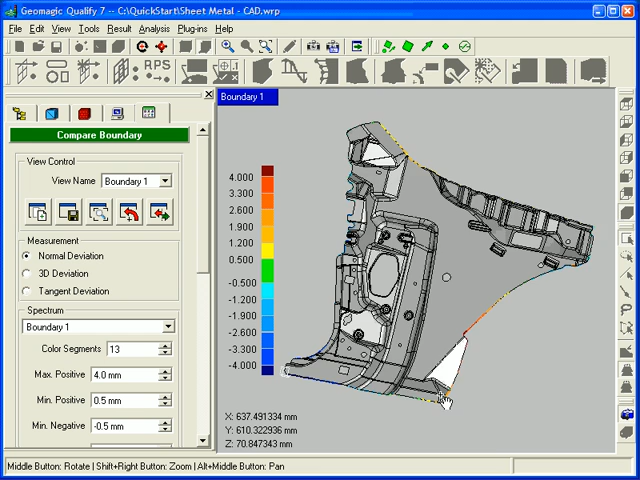 Geomagic Qualify 7 -- C:\QuickStart\Sheet Metal - CAD.wrp
File Edit View Tools Result Analysis Plug-ins Help
RPS
Boundary 1
Compare Boundary
View Control
View Name Boundary 1
Measurement
Normal Deviation
3D Deviation
Tangent Deviation
Spectrum
Boundary 1
Color Segments 13
Max. Positive 4.0 mm
Min. Positive 0.5 mm
Min. Negative -0.5 mm
4.000
3.300
2.600
1.900
1.200
0.500
-0.500
-1.200
-1.900
-2.600
-3.300
-4.000
X: 637.491334 mm
Y: 610.322936 mm
Z: 70.847343 mm
Middle Button: Rotate | Shift+Right Button: Zoom | Alt+Middle Button: Pan